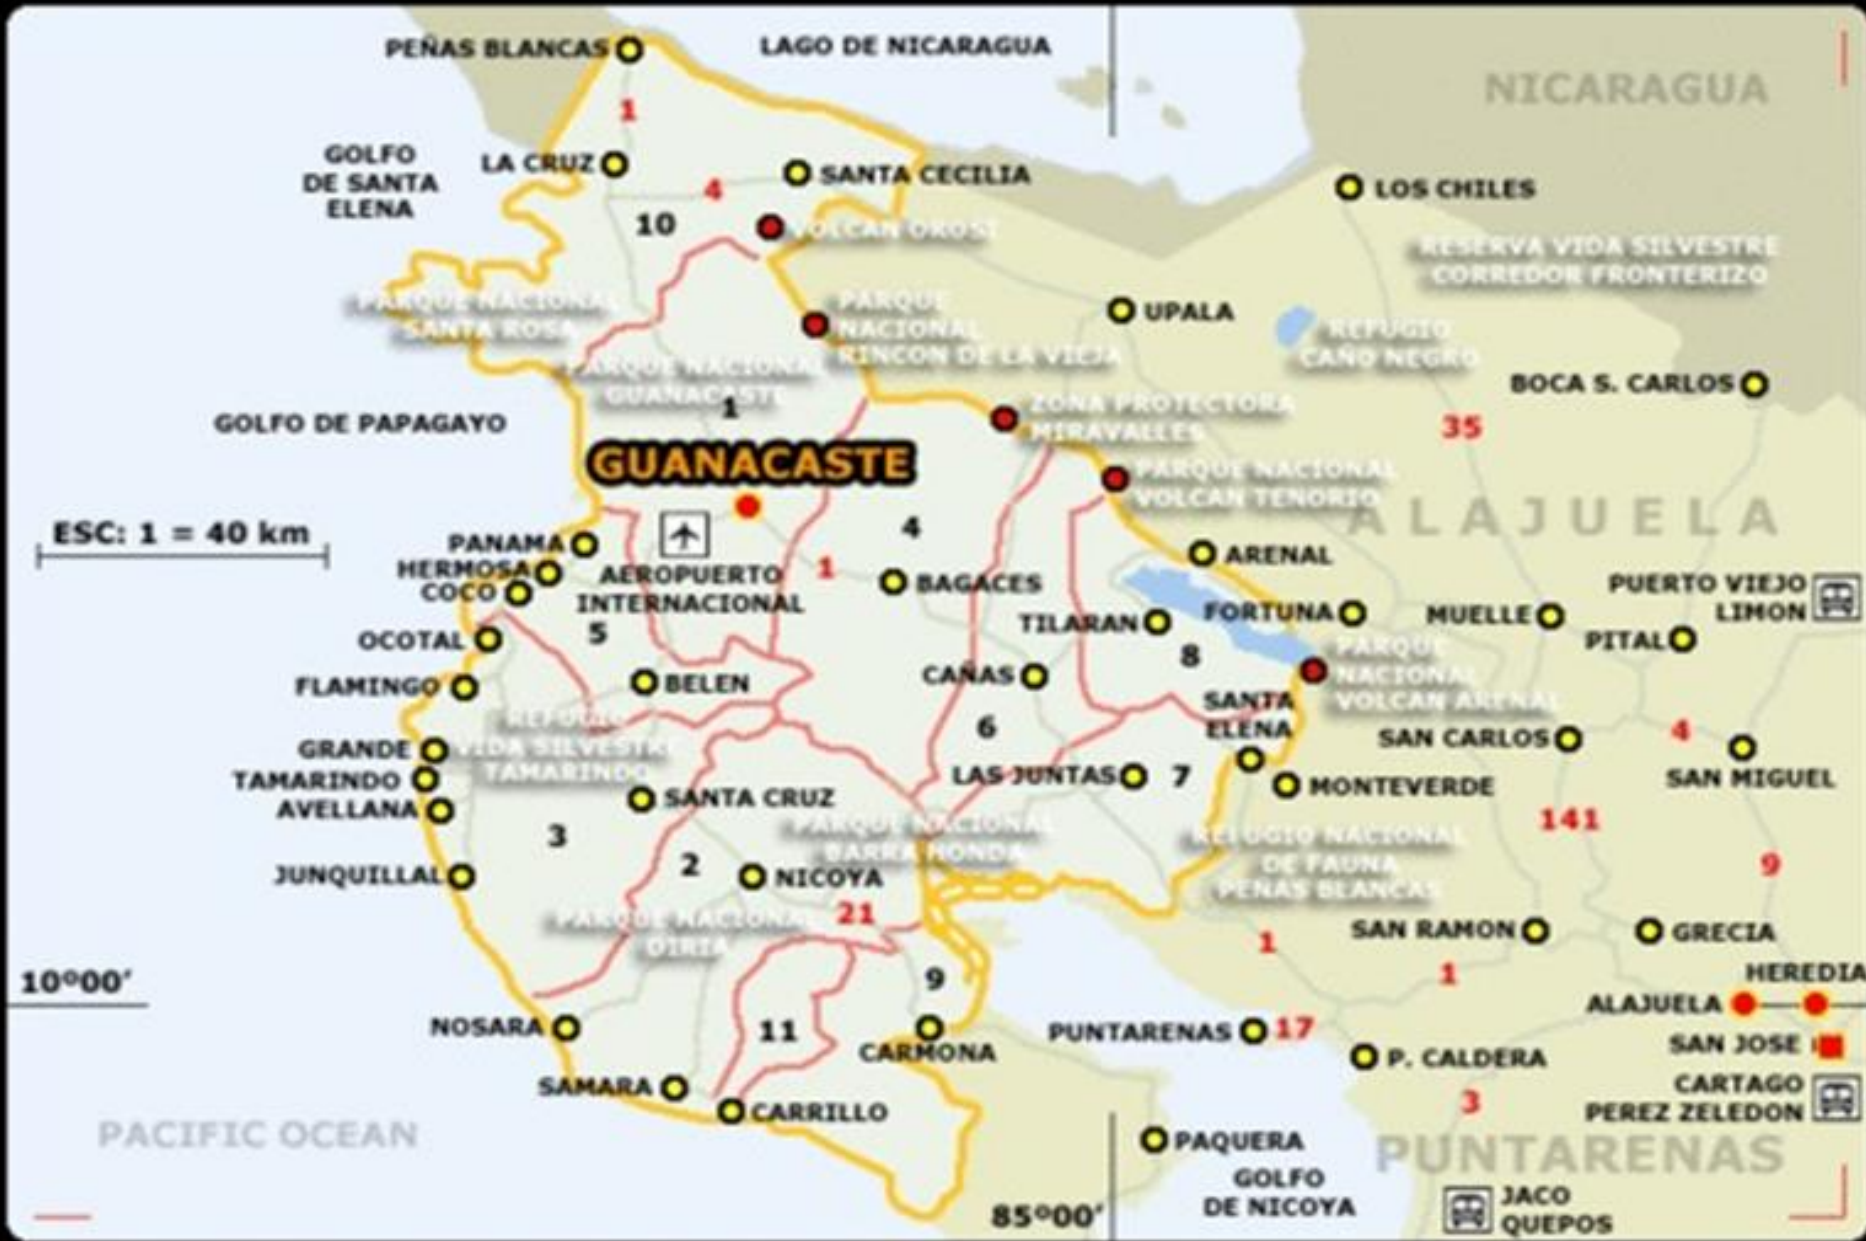 PEÑAS BLANCAS
LAGO DE NICARAGUA
NICARAGUA
1
GOLFO
DE SANTA
ELENA
LA CRUZ
SANTA CECILIA
4
LOS CHILES
10
VOLCAN OROSI
RESERVA VIDA SILVESTRE
CORREDOR FRONTERIZO
PARQUE NACIONAL
SANTA ROSA
PARQUE
NACIONAL
RINCON DE LA VIEJA
UPALA
REFUGIO
CAÑO NEGRO
PARQUE NACIONAL
GUANACASTE
1
BOCA S. CARLOS
GOLFO DE PAPAGAYO
ZONA PROTECTORA
MIRAVALLES
35
GUANACASTE
PARQUE NACIONAL
VOLCAN TENORIO
ALAJUELA
ESC: 1 = 40 km
4
PANAMA
HERMOSA
COCO
AEROPUERTO
INTERNACIONAL
1
BAGACES
ARENAL
PUERTO VIEJO
LIMON
OCOTAL
5
TILARAN
FORTUNA
MUELLE
PITAL
8
PARQUE
NACIONAL
VOLCAN ARENAL
FLAMINGO
BELEN
CAÑAS
SANTA
ELENA
REFUGIO
VIDA SILVESTRE
TAMARINDO
6
GRANDE
TAMARINDO
AVELLANA
SAN CARLOS
4
SAN MIGUEL
LAS JUNTAS
7
MONTEVERDE
SANTA CRUZ
3
PARQUE NACIONAL
BARRA HONDA
141
REFUGIO NACIONAL
DE FAUNA
PEÑAS BLANCAS
9
JUNQUILLAL
2
NICOYA
21
PARQUE NACIONAL
DIRIA
1
SAN RAMON
GRECIA
10º00'
9
1
HEREDIA
ALAJUELA
NOSARA
11
CARMONA
PUNTARENAS
17
SAN JOSE
P. CALDERA
SAMARA
CARRILLO
3
CARTAGO
PEREZ ZELEDON
PACIFIC OCEAN
PAQUERA
PUNTARENAS
GOLFO
DE NICOYA
85º00'
JACO
QUEPOS